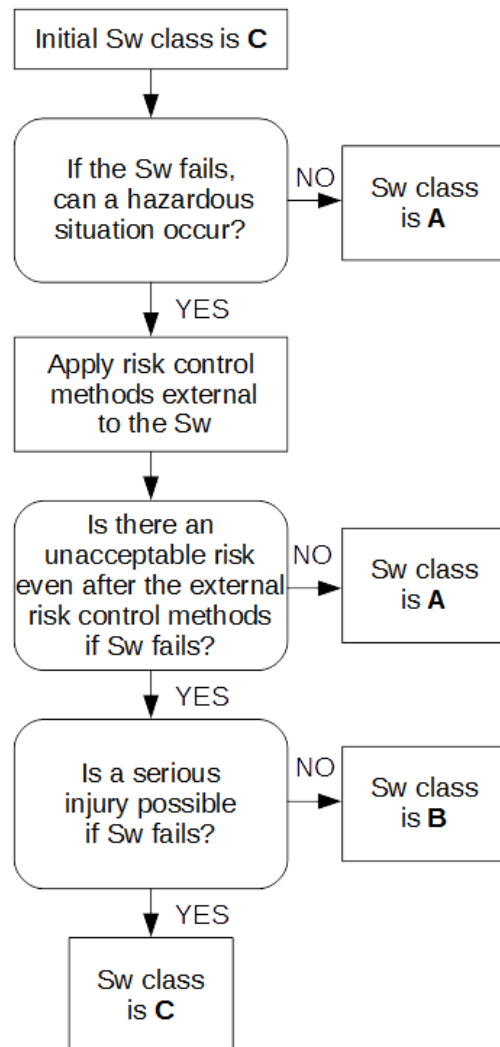 Initial Sw class is C
If the Sw fails,
can a hazardous
situation occur?
NO
Sw class
is A
YES
Apply risk control
methods external
to the Sw
Is there an
unacceptable risk
even after the external
risk control methods
if Sw fails?
NO
Sw class
is A
YES
Is a serious
injury possible
if Sw fails?
NO
Sw class
is B
YES
Sw class
is C